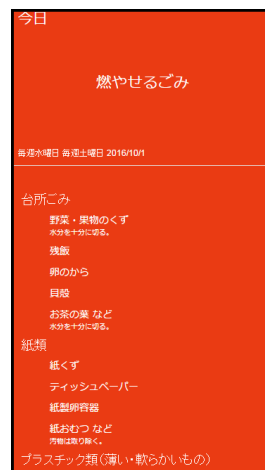 今日
燃やせるごみ
毎週水曜日 毎週土曜日 2016/10/1
台所ごみ
野菜・果物のくず
水分を十分に切る。
残飯
卵のから
貝殻
お茶の葉 など
水分を十分に切る。
紙類
紙くず
ティッシュペーパー
紙製卵容器
紙おむつ など
汚物は取り除く。
プラスチック類(薄い・軟らかいもの)